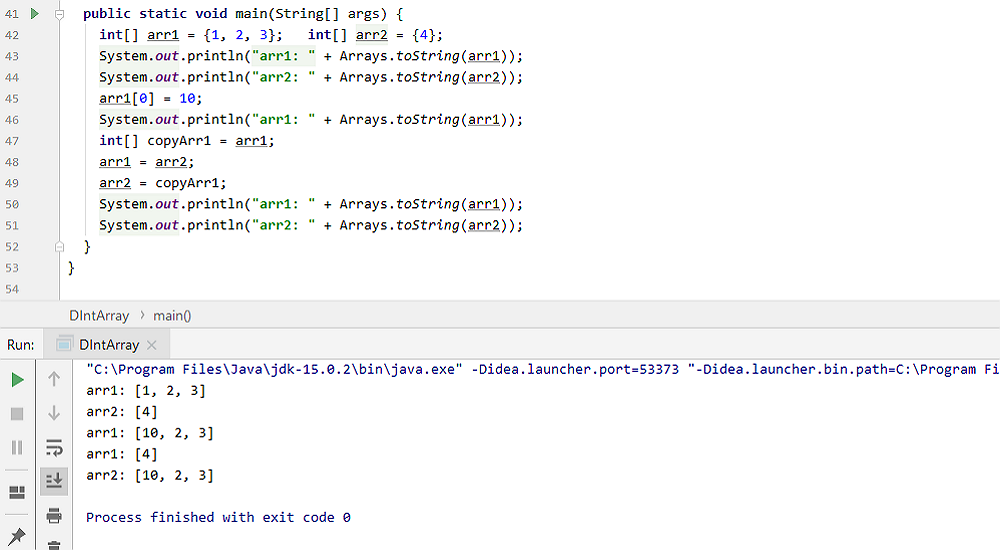 41 public static void main(String[] args) {
42 int[] arr1 = {1, 2, 3};   int[] arr2 = {4};
43 System.out.println("arr1: " + Arrays.toString(arr1));
44 System.out.println("arr2: " + Arrays.toString(arr2));
45 arr1[0] = 10;
46 System.out.println("arr1: " + Arrays.toString(arr1));
47 int[] copyArr1 = arr1;
48 arr1 = arr2;
49 arr2 = copyArr1;
50 System.out.println("arr1: " + Arrays.toString(arr1));
51 System.out.println("arr2: " + Arrays.toString(arr2));
52 }
53 }
54
DIntArray › main()
Run: DIntArray ×
"C:\Program Files\Java\jdk-15.0.2\bin\java.exe" -Didea.launcher.port=53373 "-Didea.launcher.bin.path=C:\Program Fi
arr1: [1, 2, 3]
arr2: [4]
arr1: [10, 2, 3]
arr1: [4]
arr2: [10, 2, 3]
Process finished with exit code 0